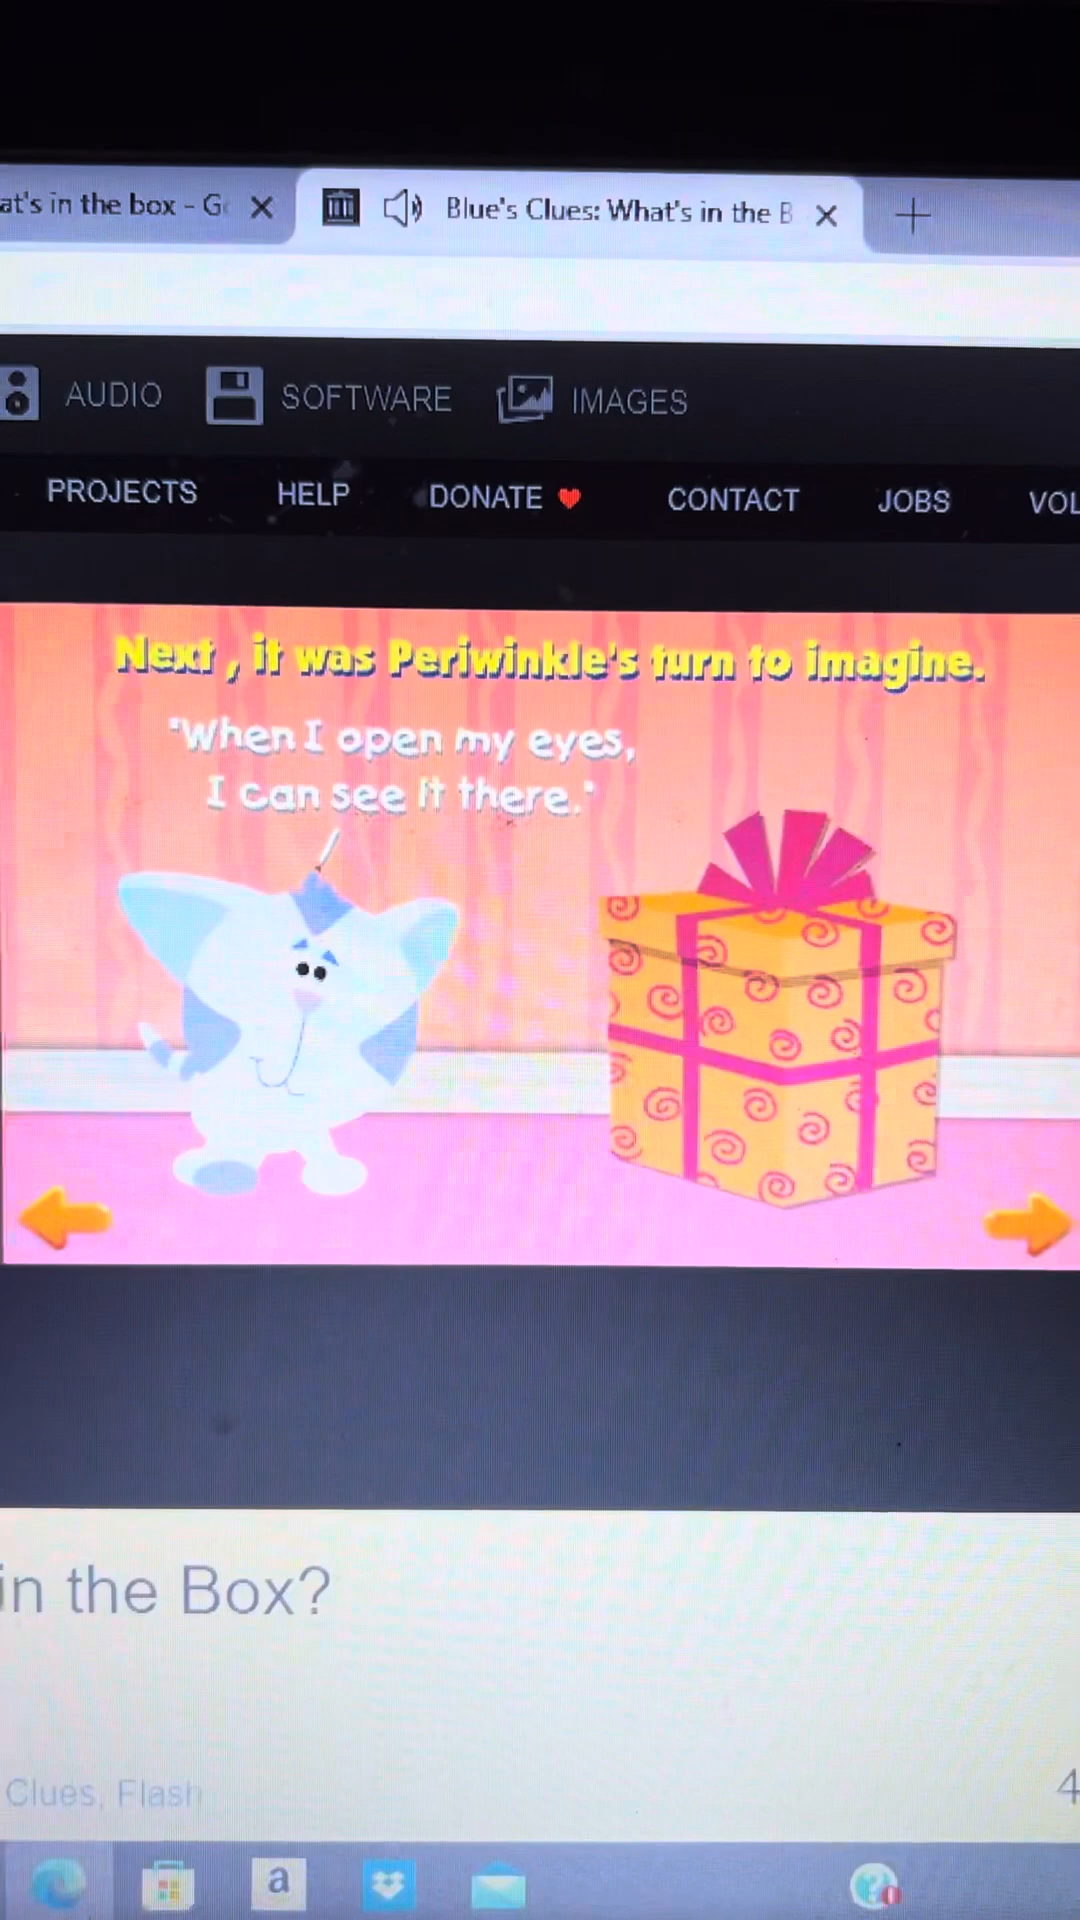 at's in the box - G
Blue's Clues: What's in the B
AUDIO SOFTWARE IMAGES
PROJECTS HELP DONATE CONTACT JOBS VOL
Next, it was Periwinkle's turn to imagine.
"When I open my eyes,
I can see it there."
in the Box?
Clues, Flash
4
a